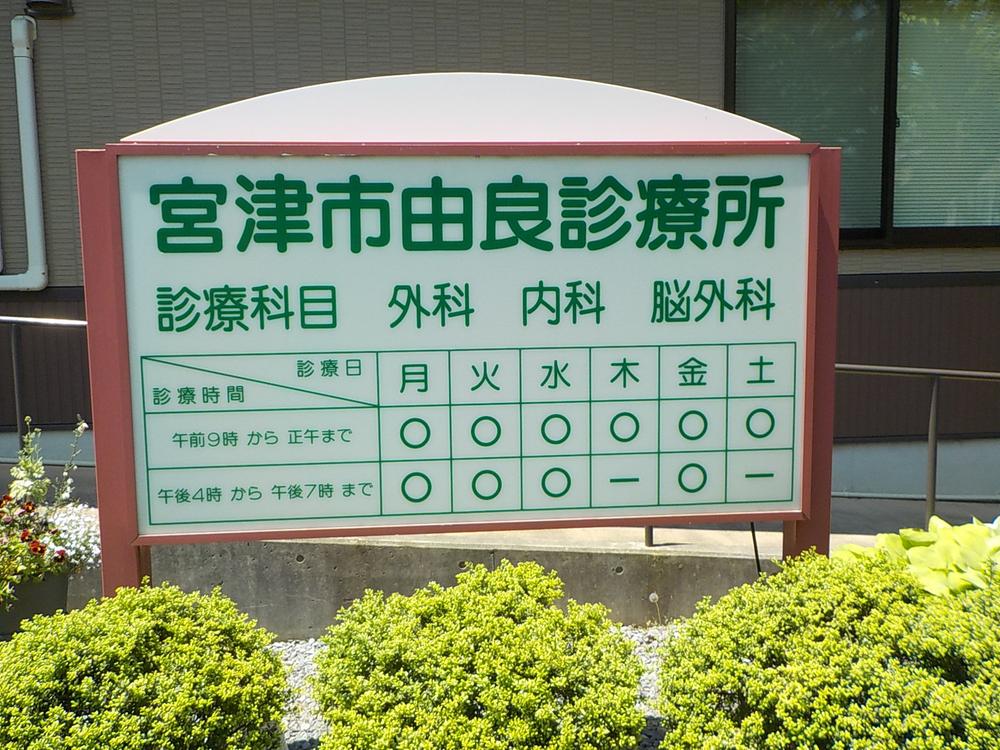 宮津市由良診療所
診療科目 外科 内科 脳外科
診療日 月 火 水 木 金 土
診療時間
午前9時 から 正午まで 〇 〇 〇 〇 〇 〇
午後4時 から 午後7時 まで 〇 〇 〇 ー 〇 ー